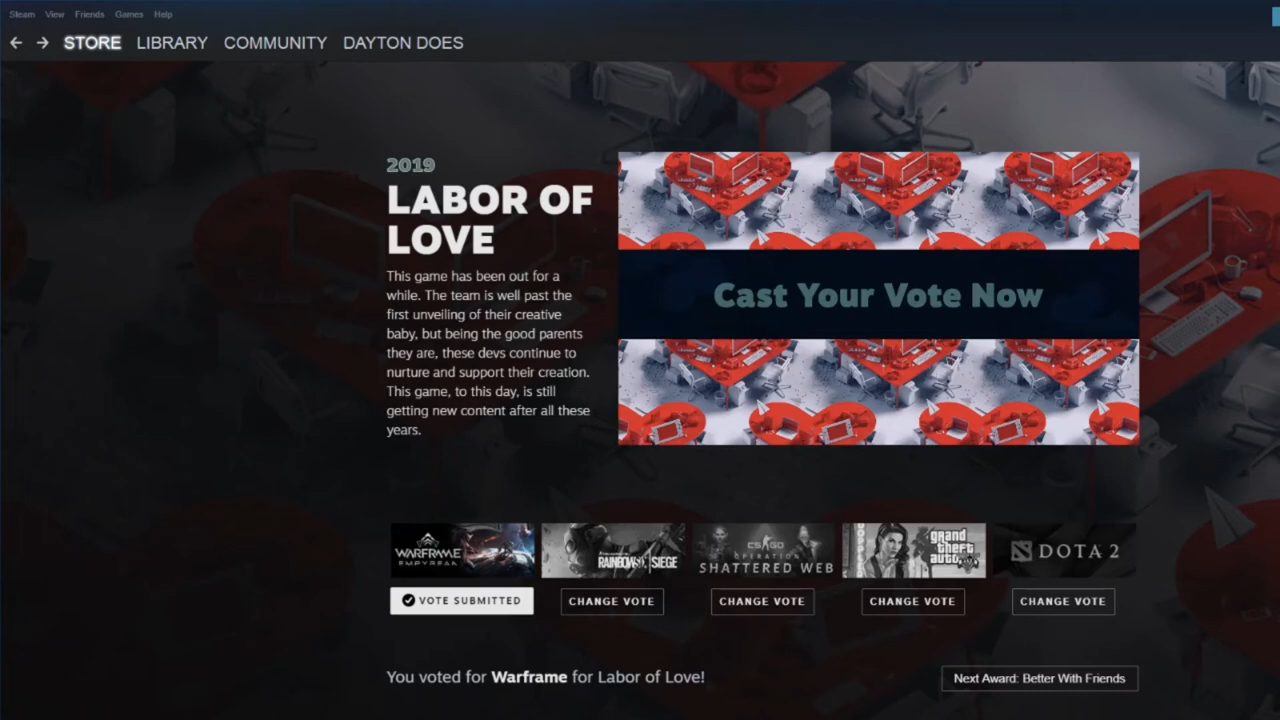 Steam View Friends Games Help
STORE LIBRARY COMMUNITY DAYTON DOES
2019
LABOR OF
LOVE
This game has been out for a
while. The team is well past the
first unveiling of their creative
baby, but being the good parents
they are, these devs continue to
nurture and support their creation.
This game, to this day, is still
getting new content after all these
years.
Cast Your Vote Now
WARFRAME
EMPYREAN
RAINBOW SIEGE
CS GO
OPERATION
SHATTERED WEB
grand
theft
auto V
DOTA 2
VOTE SUBMITTED CHANGE VOTE CHANGE VOTE CHANGE VOTE CHANGE VOTE
You voted for Warframe for Labor of Love!
Next Award: Better With Friends